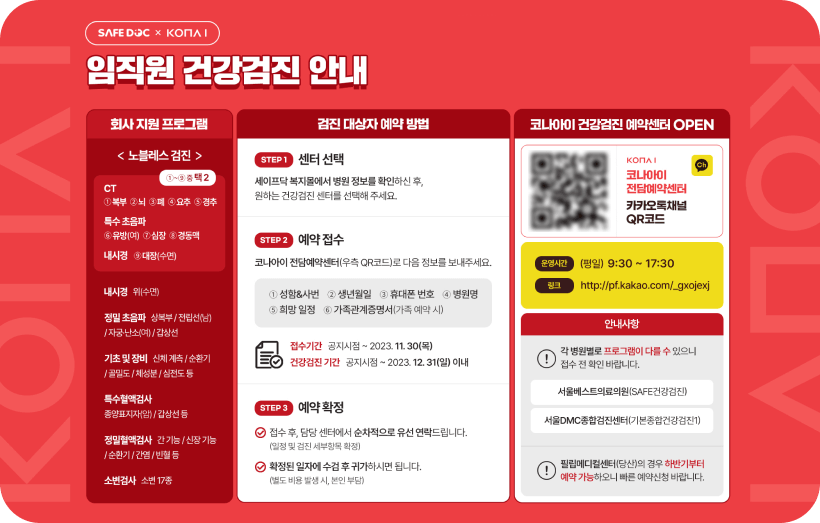 SAFE DOC × KONA I
임직원 건강검진 안내
회사 지원 프로그램
< 노블레스 검진 >
①~⑨ 중 택 2
CT
①복부 ②뇌 ③폐 ④요추 ⑤경추
특수 초음파
⑥유방(여) ⑦심장 ⑧경동맥
내시경 ⑨대장(수면)
내시경 위(수면)
정밀 초음파 상복부 / 전립선(남)
/ 자궁·난소(여) / 갑상선
기초 및 장비 신체 계측 / 순환기
/ 골밀도 / 체성분 / 심전도 등
특수혈액검사
종양표지자(암) / 갑상선 등
정밀혈액검사 간 기능 / 신장 기능
/ 순환기 / 간염 / 빈혈 등
소변검사 소변 17종
검진 대상자 예약 방법
STEP 1 센터 선택
세이프닥 복지몰에서 병원 정보를 확인하신 후,
원하는 건강검진 센터를 선택해 주세요.
STEP 2 예약 접수
코나아이 전담예약센터(우측 QR코드)로 다음 정보를 보내주세요.
① 성함&사번 ② 생년월일 ③ 휴대폰 번호 ④ 병원명
⑤ 희망 일정 ⑥ 가족관계증명서(가족 예약 시)
접수기간 공지시점 ~ 2023. 11. 30(목)
건강검진 기간 공지시점 ~ 2023. 12. 31(일) 이내
STEP 3 예약 확정
접수 후, 담당 센터에서 순차적으로 유선 연락드립니다.
(일정 및 검진 세부항목 확정)
확정된 일자에 수검 후 귀가하시면 됩니다.
(별도 비용 발생 시, 본인 부담)
코나아이 건강검진 예약센터 OPEN
KONA I
코나아이
전담예약센터
카카오톡채널
QR코드
Ch
운영시간 (평일) 9:30 ~ 17:30
링크 http://pf.kakao.com/_gxojexj
안내사항
각 병원별로 프로그램이 다를 수 있으니
접수 전 확인 바랍니다.
서울베스트의료의원(SAFE건강검진)
서울DMC종합검진센터(기본종합건강검진1)
필립메디컬센터(당산)의 경우 하반기부터
예약 가능하오니 빠른 예약신청 바랍니다.
KONA I
KONA I